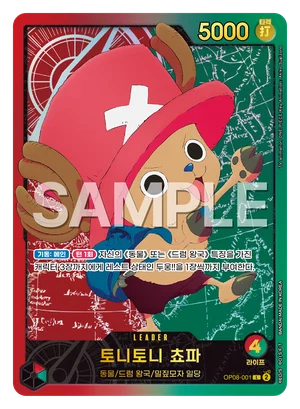 5000
打
SAMPLE
기동: 메인 턴 1회 자신의 《동물》 또는 《드럼 왕국》 특징을 가진
캐릭터 3장까지에게 레스트 상태인 두웅!!을 1장씩까지 부여한다.
LEADER
토니토니 쵸파
4
라이프
동물/드럼 왕국/밀짚모자 일당
OP08-001 L 2